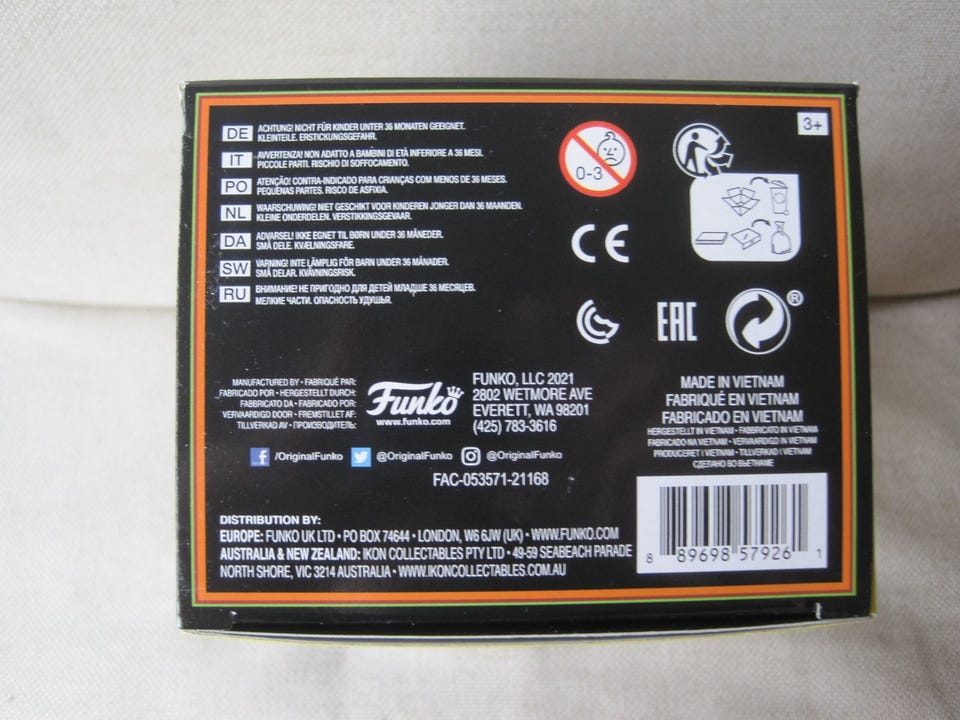 DE ACHTUNG! NICHT FÜR KINDER UNTER 36 MONATEN GEEIGNET.
KLEINTEILE. ERSTICKUNGSGEFAHR.
IT AVVERTENZA! NON ADATTO A BAMBINI DI ETÀ INFERIORE A 36 MESI.
PICCOLE PARTI. RISCHIO DI SOFFOCAMENTO.
PO ATENÇÃO! CONTRA-INDICADO PARA CRIANÇAS COM MENOS DE 36 MESES.
PEQUENAS PARTES. RISCO DE ASFIXIA.
NL WAARSCHUWING! NIET GESCHIKT VOOR KINDEREN JONGER DAN 36 MAANDEN.
KLEINE ONDERDELEN. VERSTIKKINGSGEVAAR.
DA ADVARSEL! IKKE EGNET TIL BØRN UNDER 36 MÅNEDER.
SMÅ DELE. KVÆLNINGSFARE.
SW VARNING! INTE LÄMPLIG FÖR BARN UNDER 36 MÅNADER.
SMÅ DELAR. KVÄVNINGSRISK.
RU ВНИМАНИЕ! НЕ ПРИГОДНО ДЛЯ ДЕТЕЙ МЛАДШЕ 36 МЕСЯЦЕВ.
МЕЛКИЕ ЧАСТИ. ОПАСНОСТЬ УДУШЬЯ.
0-3
3+
CE
EAC
®
MANUFACTURED BY • FABRIQUÉ PAR:
FABRICADO POR • HERGESTELLT DURCH:
FABBRICATO DA • FABRICADO POR:
VERVAARDIGD DOOR • FREMSTILLET AF:
TILLVERKAD AV • ПРОИЗВОДИТЕЛЬ:
Funko
www.funko.com
FUNKO, LLC 2021
2802 WETMORE AVE
EVERETT, WA 98201
(425) 783-3616
MADE IN VIETNAM
FABRIQUÉ EN VIETNAM
FABRICADO EN VIETNAM
HERGESTELLT IN VIETNAM • FABBRICATO IN VIETNAM
FABRICADO NA VIETNAM • VERVAARDIGD IN VIETNAM
PRODUCERET I VIETNAM • TILLVERKAD I VIETNAM
СДЕЛАНО ВО ВЬЕТНАМЕ
f /OriginalFunko @OriginalFunko @OriginalFunko
FAC-053571-21168
DISTRIBUTION BY:
EUROPE: FUNKO UK LTD • PO BOX 74644 • LONDON, W6 6JW (UK) • WWW.FUNKO.COM
AUSTRALIA & NEW ZEALAND: IKON COLLECTABLES PTY LTD • 49-59 SEABEACH PARADE
NORTH SHORE, VIC 3214 AUSTRALIA • WWW.IKONCOLLECTABLES.COM.AU
8 89698 57926 1